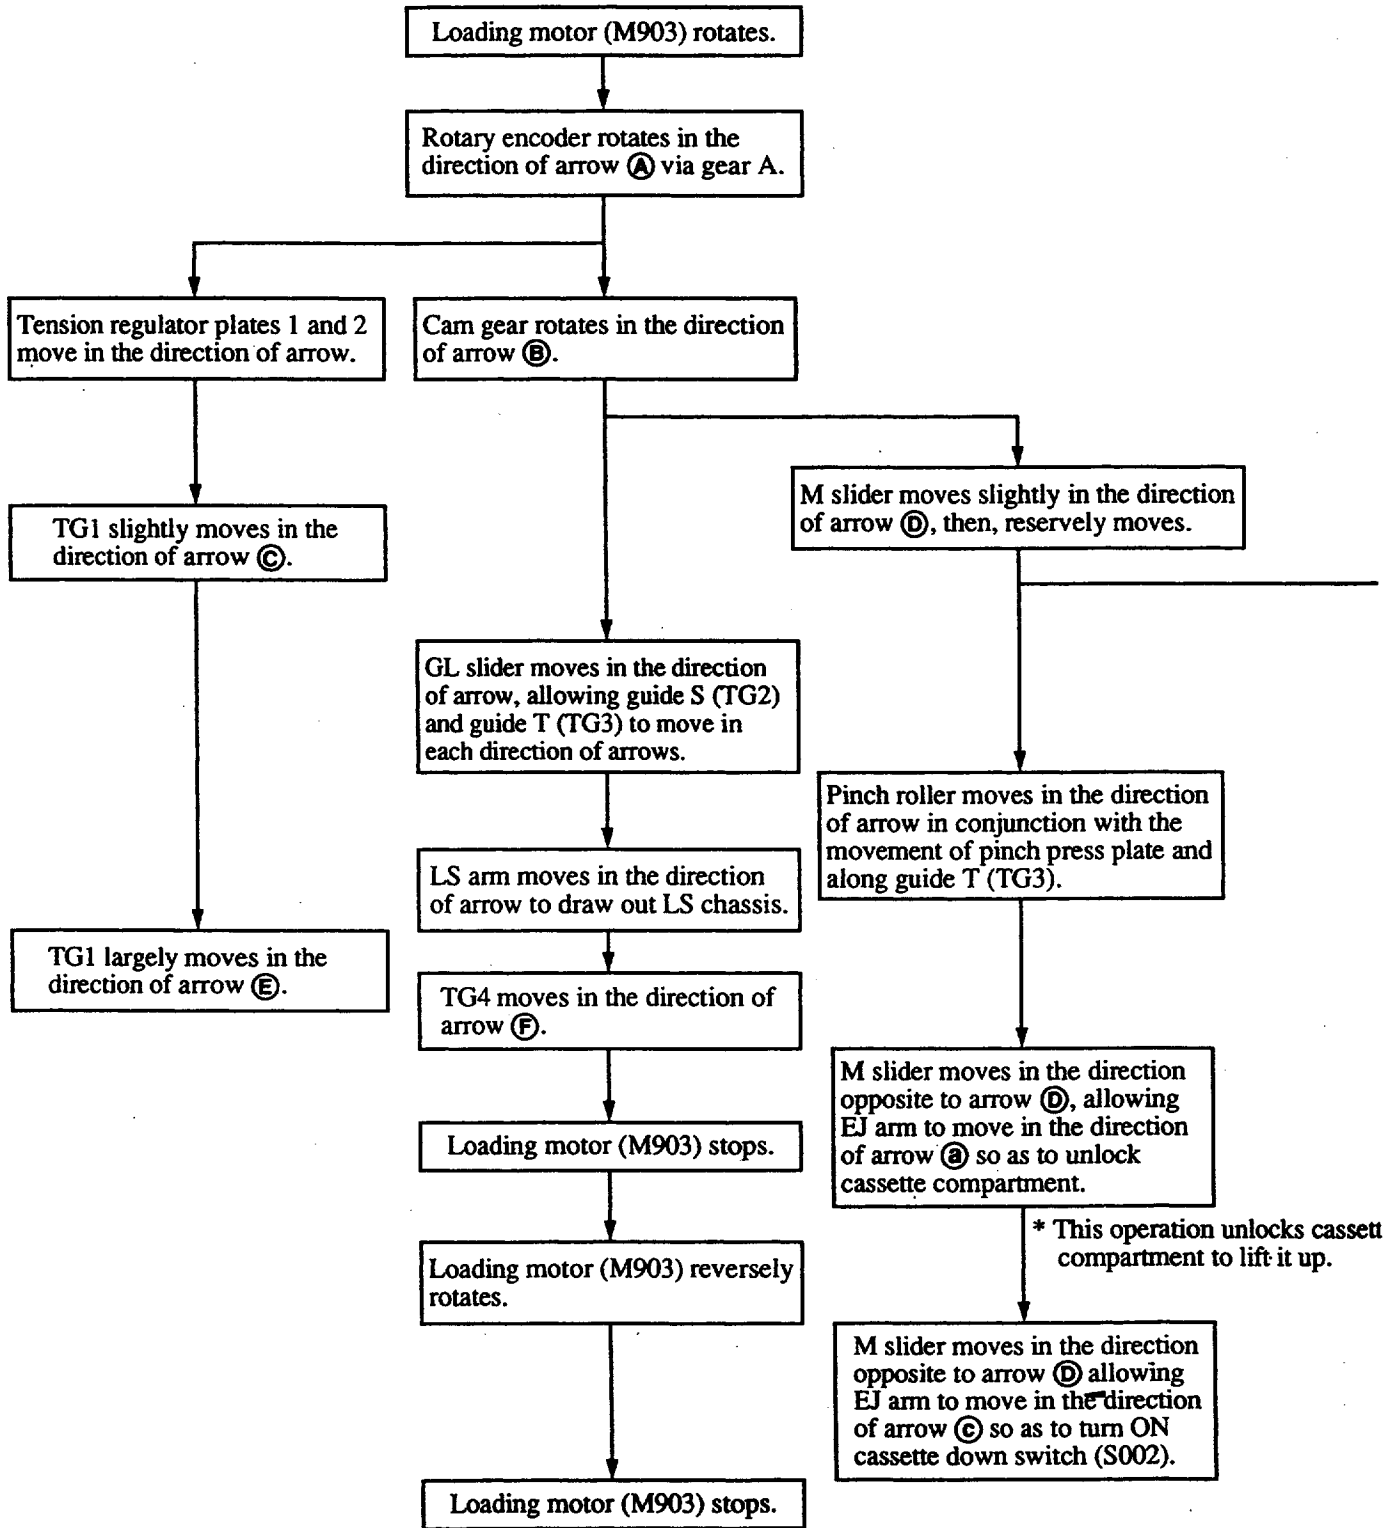 Loading motor (M903) rotates.
Rotary encoder rotates in the
direction of arrow Ⓐ via gear A.
Tension regulator plates 1 and 2
move in the direction of arrow.
Cam gear rotates in the direction
of arrow Ⓑ.
M slider moves slightly in the direction
of arrow Ⓓ, then, reservely moves.
TG1 slightly moves in the
direction of arrow Ⓒ.
GL slider moves in the direction
of arrow, allowing guide S (TG2)
and guide T (TG3) to move in
each direction of arrows.
Pinch roller moves in the direction
of arrow in conjunction with the
movement of pinch press plate and
along guide T (TG3).
LS arm moves in the direction
of arrow to draw out LS chassis.
TG1 largely moves in the
direction of arrow Ⓔ.
TG4 moves in the direction of
arrow Ⓕ.
M slider moves in the direction
opposite to arrow Ⓓ, allowing
EJ arm to move in the direction
of arrow ⓐ so as to unlock
cassette compartment.
Loading motor (M903) stops.
* This operation unlocks cassett
compartment to lift it up.
Loading motor (M903) reversely
rotates.
M slider moves in the direction
opposite to arrow Ⓓ allowing
EJ arm to move in the direction
of arrow ⓒ so as to turn ON
cassette down switch (S002).
Loading motor (M903) stops.